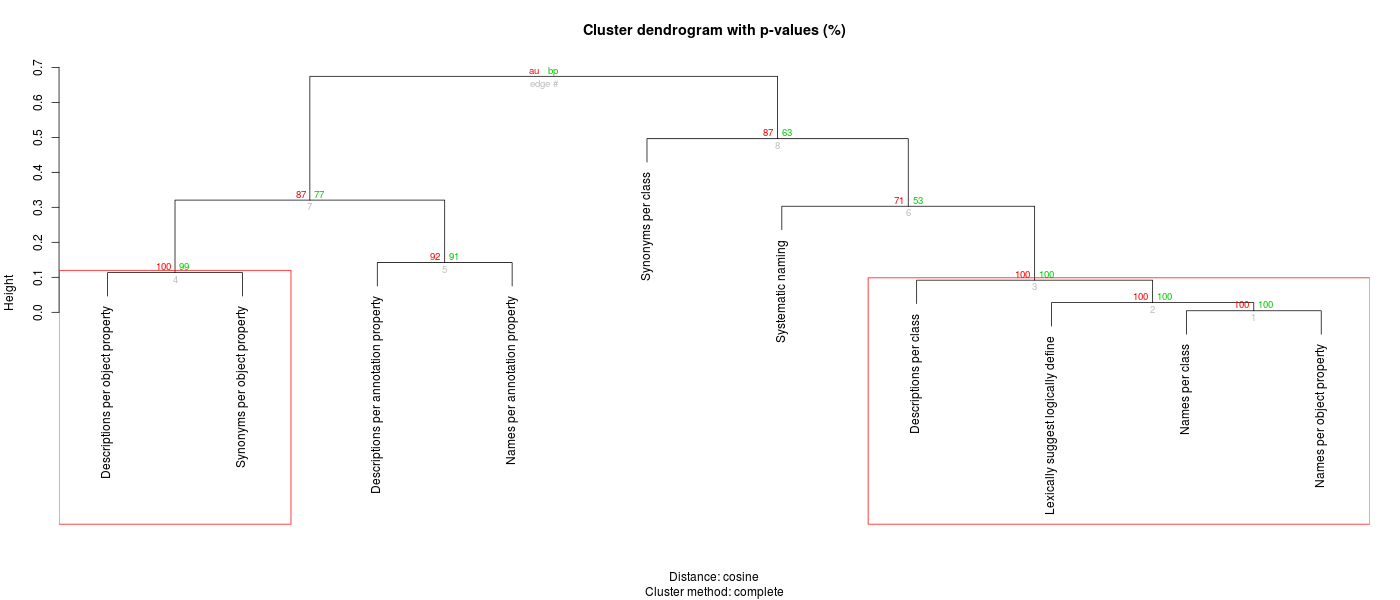 Cluster dendrogram with p-values (%)
Height
0.0
0.1
0.2
0.3
0.4
0.5
0.6
0.7
au bp
edge #
87 63
8
87 77
7
71 53
6
92 91
5
100 99
4
100 100
3
100 100
2
100 100
1
Descriptions per object property
Synonyms per object property
Descriptions per annotation property
Names per annotation property
Synonyms per class
Systematic naming
Descriptions per class
Lexically suggest logically define
Names per class
Names per object property
Distance: cosine
Cluster method: complete